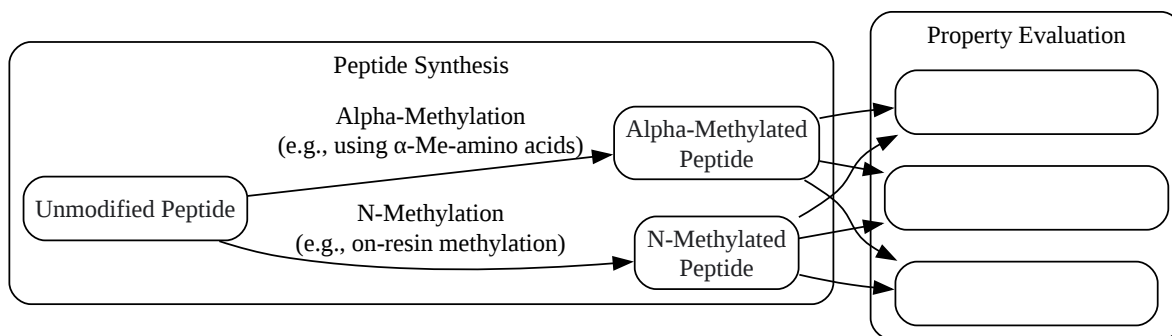 Property Evaluation
Peptide Synthesis
Alpha-Methylation
(e.g., using α-Me-amino acids)
Alpha-Methylated
Peptide
Unmodified Peptide
N-Methylation
(e.g., on-resin methylation)
N-Methylated
Peptide